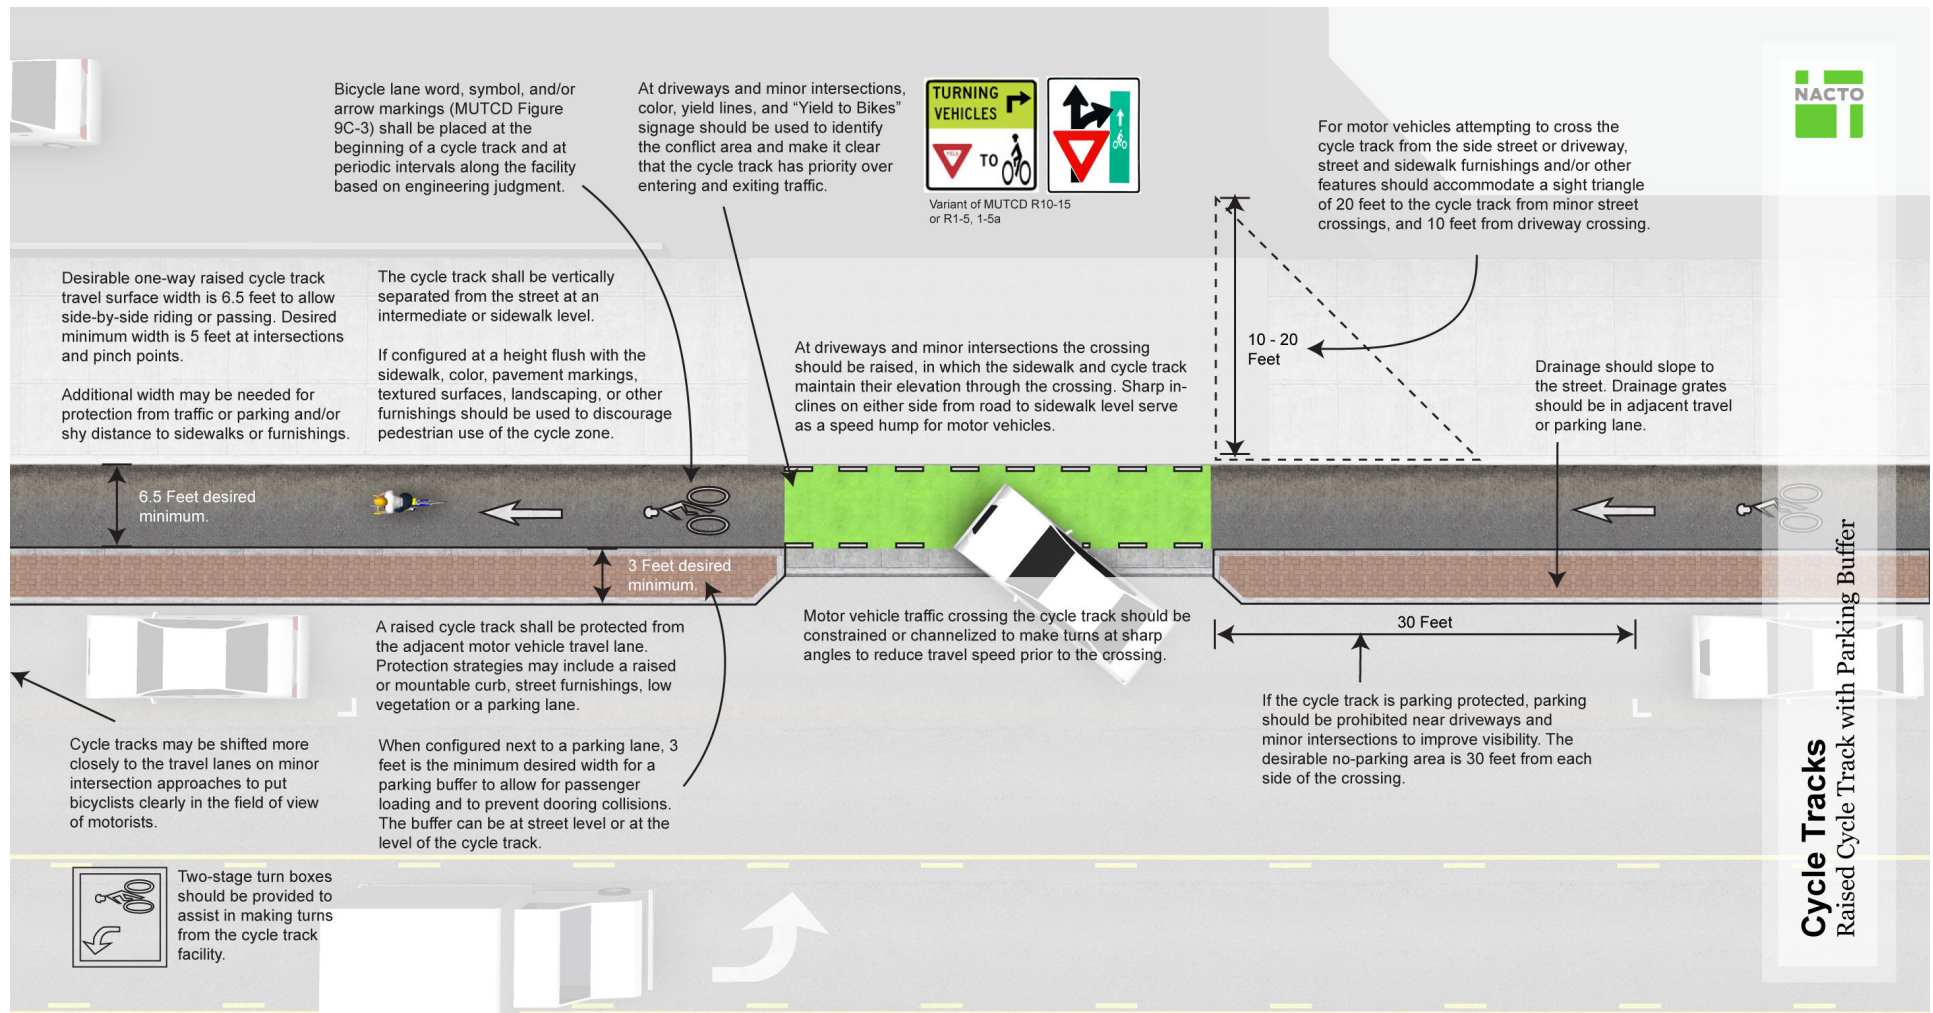 Bicycle lane word, symbol, and/or
arrow markings (MUTCD Figure
9C-3) shall be placed at the
beginning of a cycle track and at
periodic intervals along the facility
based on engineering judgment.
At driveways and minor intersections,
color, yield lines, and “Yield to Bikes”
signage should be used to identify
the conflict area and make it clear
that the cycle track has priority over
entering and exiting traffic.
TURNING
VEHICLES
YIELD
TO
Variant of MUTCD R10-15
or R1-5, 1-5a
For motor vehicles attempting to cross the
cycle track from the side street or driveway,
street and sidewalk furnishings and/or other
features should accommodate a sight triangle
of 20 feet to the cycle track from minor street
crossings, and 10 feet from driveway crossing.
NACTO
Desirable one-way raised cycle track
travel surface width is 6.5 feet to allow
side-by-side riding or passing. Desired
minimum width is 5 feet at intersections
and pinch points.
Additional width may be needed for
protection from traffic or parking and/or
shy distance to sidewalks or furnishings.
The cycle track shall be vertically
separated from the street at an
intermediate or sidewalk level.
If configured at a height flush with the
sidewalk, color, pavement markings,
textured surfaces, landscaping, or other
furnishings should be used to discourage
pedestrian use of the cycle zone.
At driveways and minor intersections the crossing
should be raised, in which the sidewalk and cycle track
maintain their elevation through the crossing. Sharp in-
clines on either side from road to sidewalk level serve
as a speed hump for motor vehicles.
10 - 20
Feet
Drainage should slope to
the street. Drainage grates
should be in adjacent travel
or parking lane.
6.5 Feet desired
minimum.
3 Feet desired
minimum.
A raised cycle track shall be protected from
the adjacent motor vehicle travel lane.
Protection strategies may include a raised
or mountable curb, street furnishings, low
vegetation or a parking lane.
When configured next to a parking lane, 3
feet is the minimum desired width for a
parking buffer to allow for passenger
loading and to prevent dooring collisions.
The buffer can be at street level or at the
level of the cycle track.
Motor vehicle traffic crossing the cycle track should be
constrained or channelized to make turns at sharp
angles to reduce travel speed prior to the crossing.
30 Feet
If the cycle track is parking protected, parking
should be prohibited near driveways and
minor intersections to improve visibility. The
desirable no-parking area is 30 feet from each
side of the crossing.
Cycle tracks may be shifted more
closely to the travel lanes on minor
intersection approaches to put
bicyclists clearly in the field of view
of motorists.
Two-stage turn boxes
should be provided to
assist in making turns
from the cycle track
facility.
Cycle Tracks
Raised Cycle Track with Parking Buffer